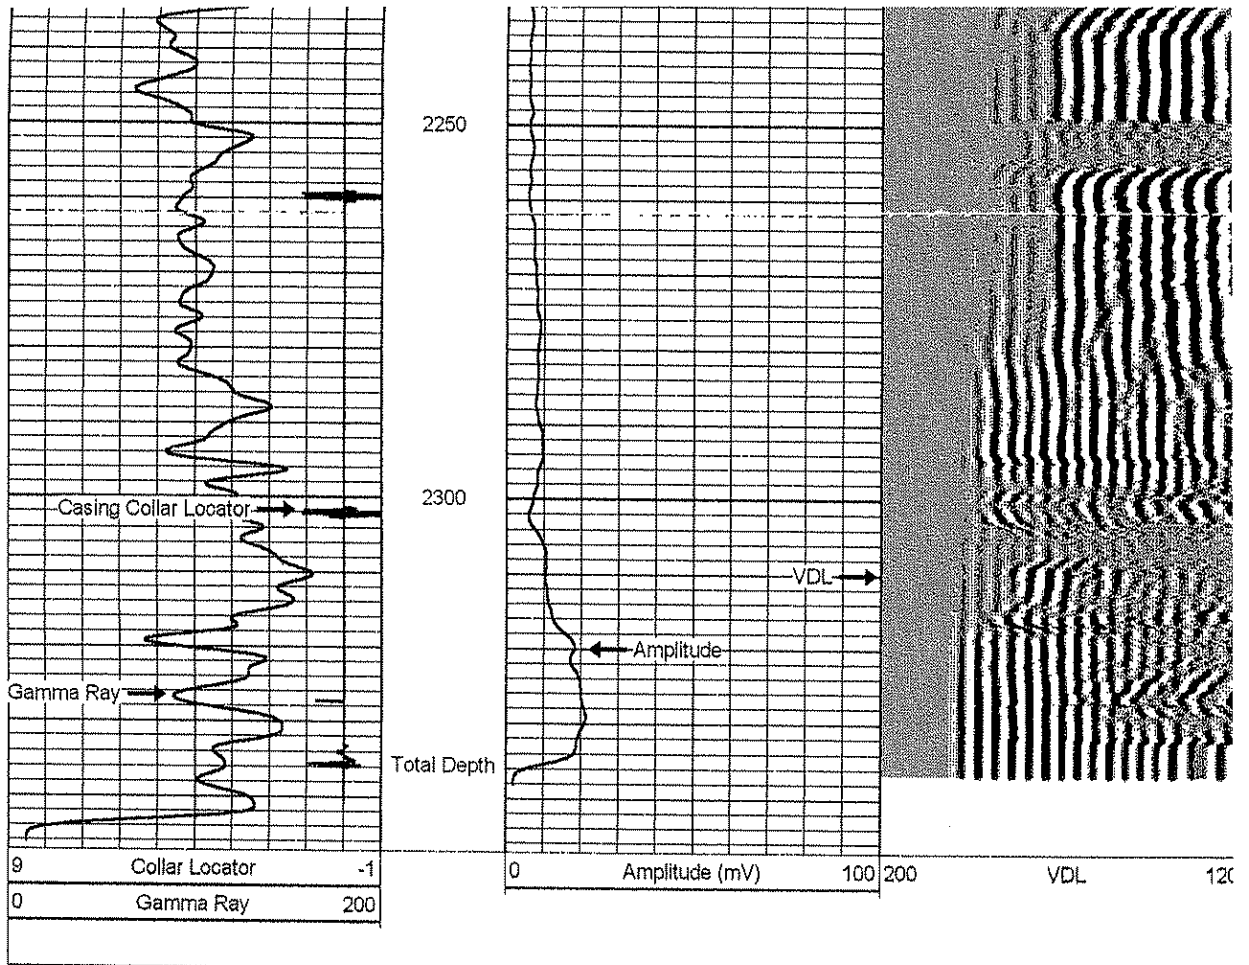 2250
2300
Casing Collar Locator
VDL
Amplitude
Gamma Ray
Total Depth
9 Collar Locator -1
0 Gamma Ray 200
0 Amplitude (mV) 100
200 VDL 120